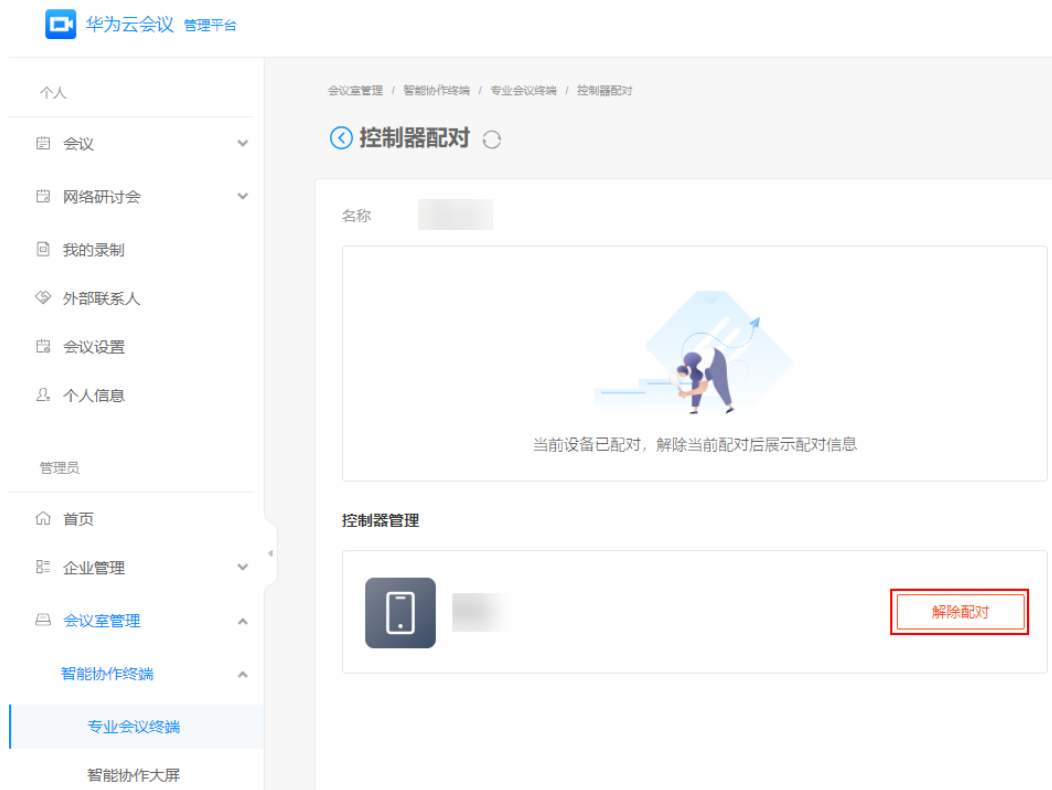 华为云会议 管理平台
个人
会议
网络研讨会
我的录制
外部联系人
会议设置
个人信息
管理员
首页
企业管理
会议室管理
智能协作终端
专业会议终端
智能协作大屏
会议室管理 / 智能协作终端 / 专业会议终端 / 控制器配对
控制器配对
名称
当前设备已配对，解除当前配对后展示配对信息
控制器管理
解除配对